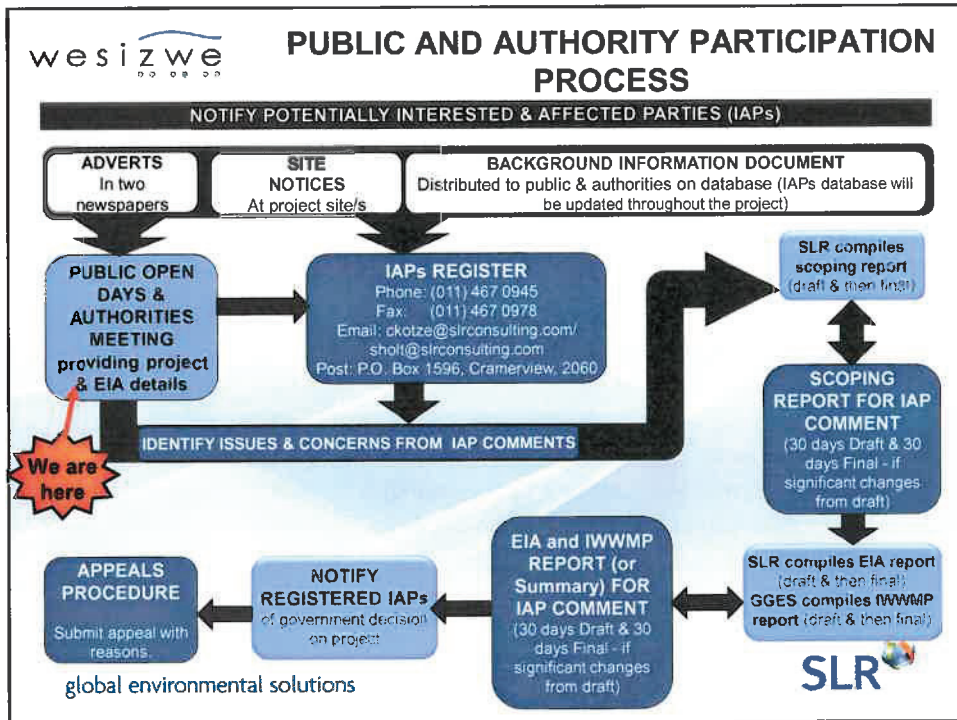 wesizwe
PUBLIC AND AUTHORITY PARTICIPATION
PROCESS
NOTIFY POTENTIALLY INTERESTED & AFFECTED PARTIES (IAPs)
ADVERTS
In two
newspapers
SITE
NOTICES
At project site/s
BACKGROUND INFORMATION DOCUMENT
Distributed to public & authorities on database (IAPs database will
be updated throughout the project)
PUBLIC OPEN
DAYS &
AUTHORITIES
MEETING
providing project
& EIA details
IAPs REGISTER
Phone: (011) 467 0945
Fax: (011) 467 0978
Email: ckotze@slrconsulting.com/
sholt@slrconsulting.com
Post: P.O. Box 1596, Cramerview, 2060
SLR compiles
scoping report
(draft & then final)
IDENTIFY ISSUES & CONCERNS FROM IAP COMMENTS
We are
here
SCOPING
REPORT FOR IAP
COMMENT
(30 days Draft & 30
days Final - if
significant changes
from draft)
SLR compiles EIA report
(draft & then final)
GGES compiles IWWMP
report (draft & then final)
EIA and IWWMP
REPORT (or
Summary) FOR
IAP COMMENT
(30 days Draft & 30
days Final - if
significant changes
from draft)
NOTIFY
REGISTERED IAPs
of government decision
on project
APPEALS
PROCEDURE
Submit appeal with
reasons.
global environmental solutions
SLR